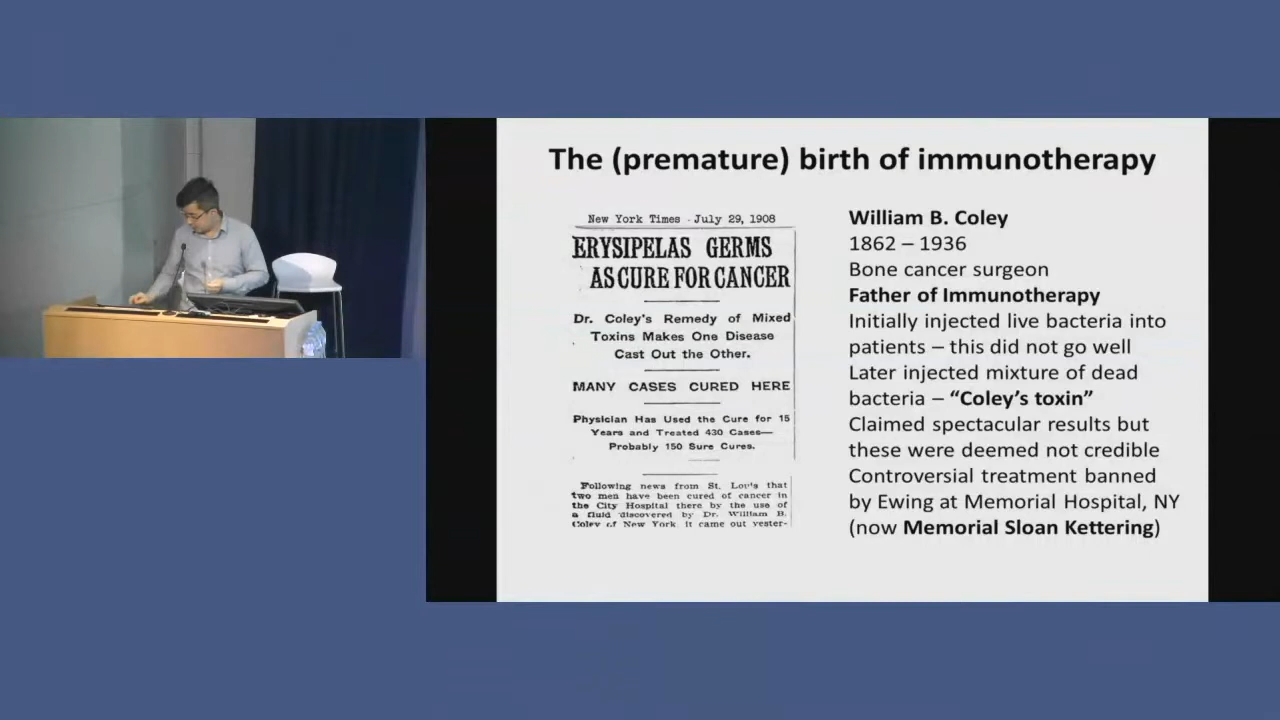 The (premature) birth of immunotherapy
New York Times - July 29, 1908
ERYSIPELAS GERMS
AS CURE FOR CANCER
Dr. Coley's Remedy of Mixed
Toxins Makes One Disease
Cast Out the Other.
MANY CASES CURED HERE
Physician Has Used the Cure for 15
Years and Treated 430 Cases—
Probably 150 Sure Cures.
Following news from St. Louis that
two men have been cured of cancer in
the City Hospital there by the use of
a fluid discovered by Dr. William B.
Coley of New York, it came out yester-
William B. Coley
1862 – 1936
Bone cancer surgeon
Father of Immunotherapy
Initially injected live bacteria into
patients – this did not go well
Later injected mixture of dead
bacteria – “Coley’s toxin”
Claimed spectacular results but
these were deemed not credible
Controversial treatment banned
by Ewing at Memorial Hospital, NY
(now Memorial Sloan Kettering)